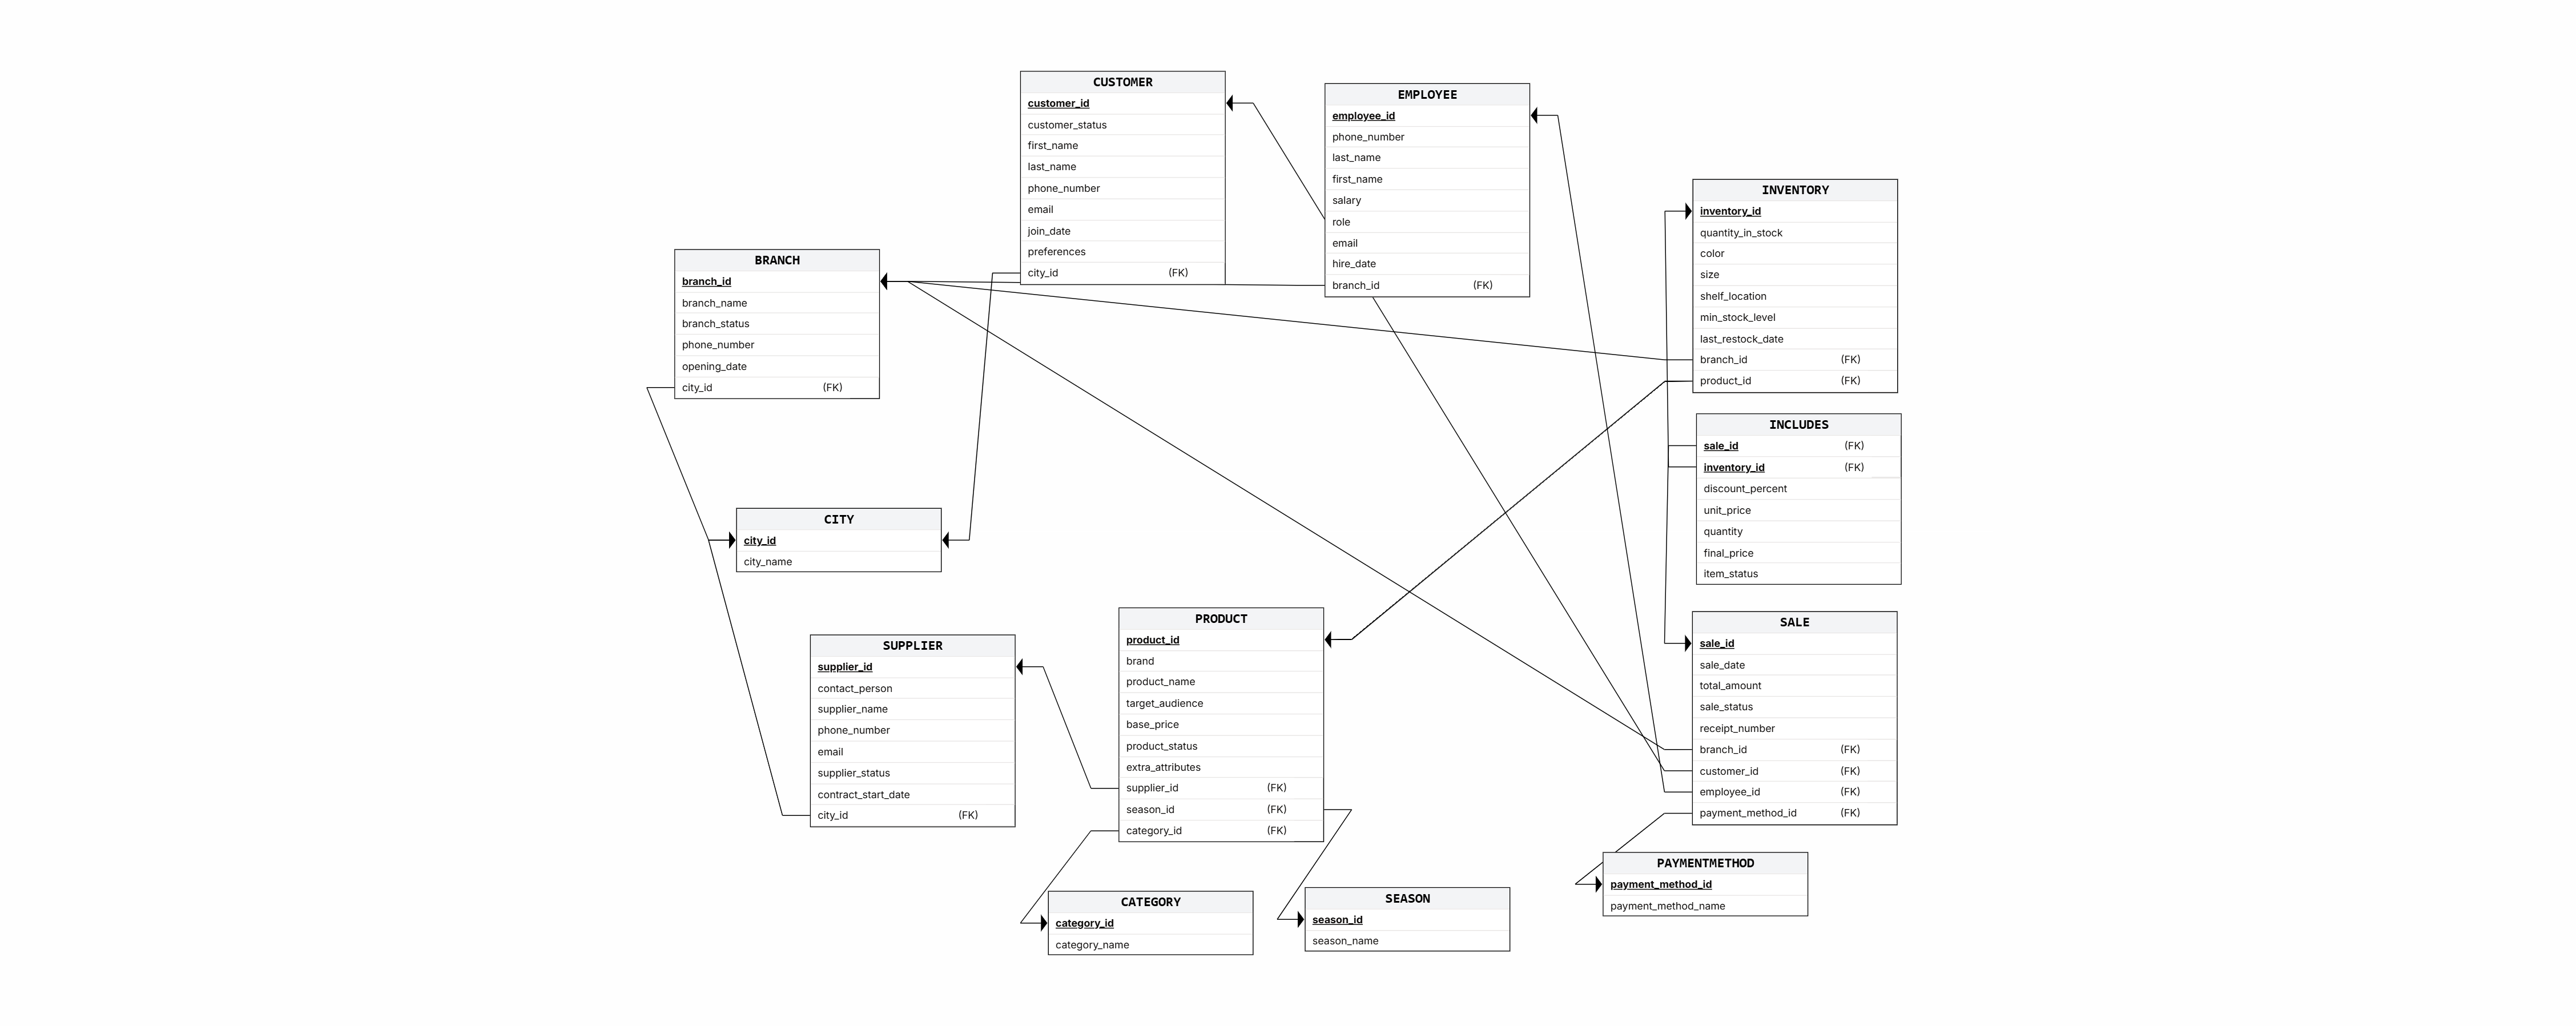 CUSTOMER
customer_id
customer_status
first_name
last_name
phone_number
email
join_date
preferences
city_id (FK)
EMPLOYEE
employee_id
phone_number
last_name
first_name
salary
role
email
hire_date
branch_id (FK)
INVENTORY
inventory_id
quantity_in_stock
color
size
shelf_location
min_stock_level
last_restock_date
branch_id (FK)
product_id (FK)
BRANCH
branch_id
branch_name
branch_status
phone_number
opening_date
city_id (FK)
INCLUDES
sale_id (FK)
inventory_id (FK)
discount_percent
unit_price
quantity
final_price
item_status
CITY
city_id
city_name
SUPPLIER
supplier_id
contact_person
supplier_name
phone_number
email
supplier_status
contract_start_date
city_id (FK)
PRODUCT
product_id
brand
product_name
target_audience
base_price
product_status
extra_attributes
supplier_id (FK)
season_id (FK)
category_id (FK)
SALE
sale_id
sale_date
total_amount
sale_status
receipt_number
branch_id (FK)
customer_id (FK)
employee_id (FK)
payment_method_id (FK)
CATEGORY
category_id
category_name
SEASON
season_id
season_name
PAYMENTMETHOD
payment_method_id
payment_method_name